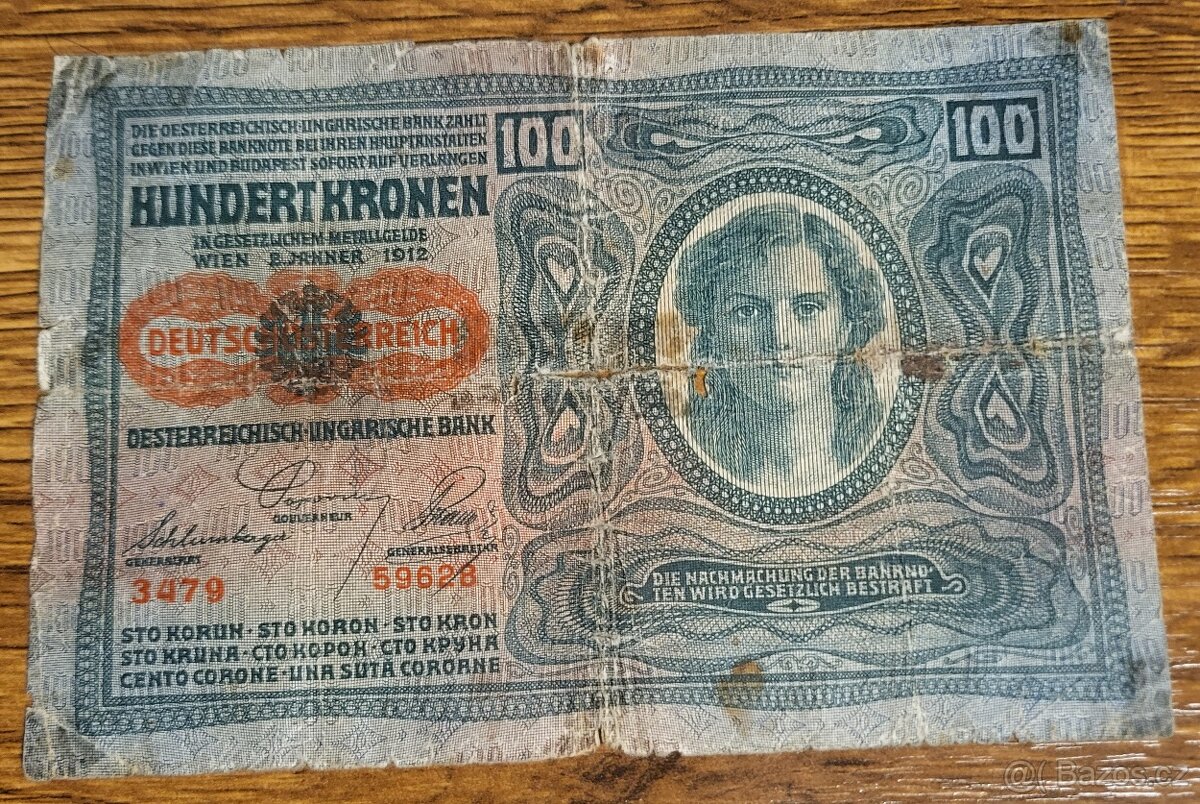 DIE OESTERREICHISCH-UNGARISCHE BANK ZAHLT
GEGEN DIESE BANKNOTE BEI IHREN HAUPTANSTALTEN
IN WIEN UND BUDAPEST SOFORT AUF VERLANGEN
HUNDERT KRONEN
IN GESETZLICHEM METALLGELDE
WIEN 2. JÄNNER 1912
DEUTSCHÖSTERREICH
OESTERREICHISCH-UNGARISCHE BANK
GOUVERNEUR
GENERALRAT
GENERALSEKRETÄR
3479
59628
STO KORUN · STO KORON · STO KRON
STO KRUNA · СТО КОРОН · СТО КРУНА
CENTO CORONE · UNA SUTĂ COROANE
100
100
DIE NACHMACHUNG DER BANKNO-
TEN WIRD GESETZLICH BESTRAFT
@( Bazos.cz